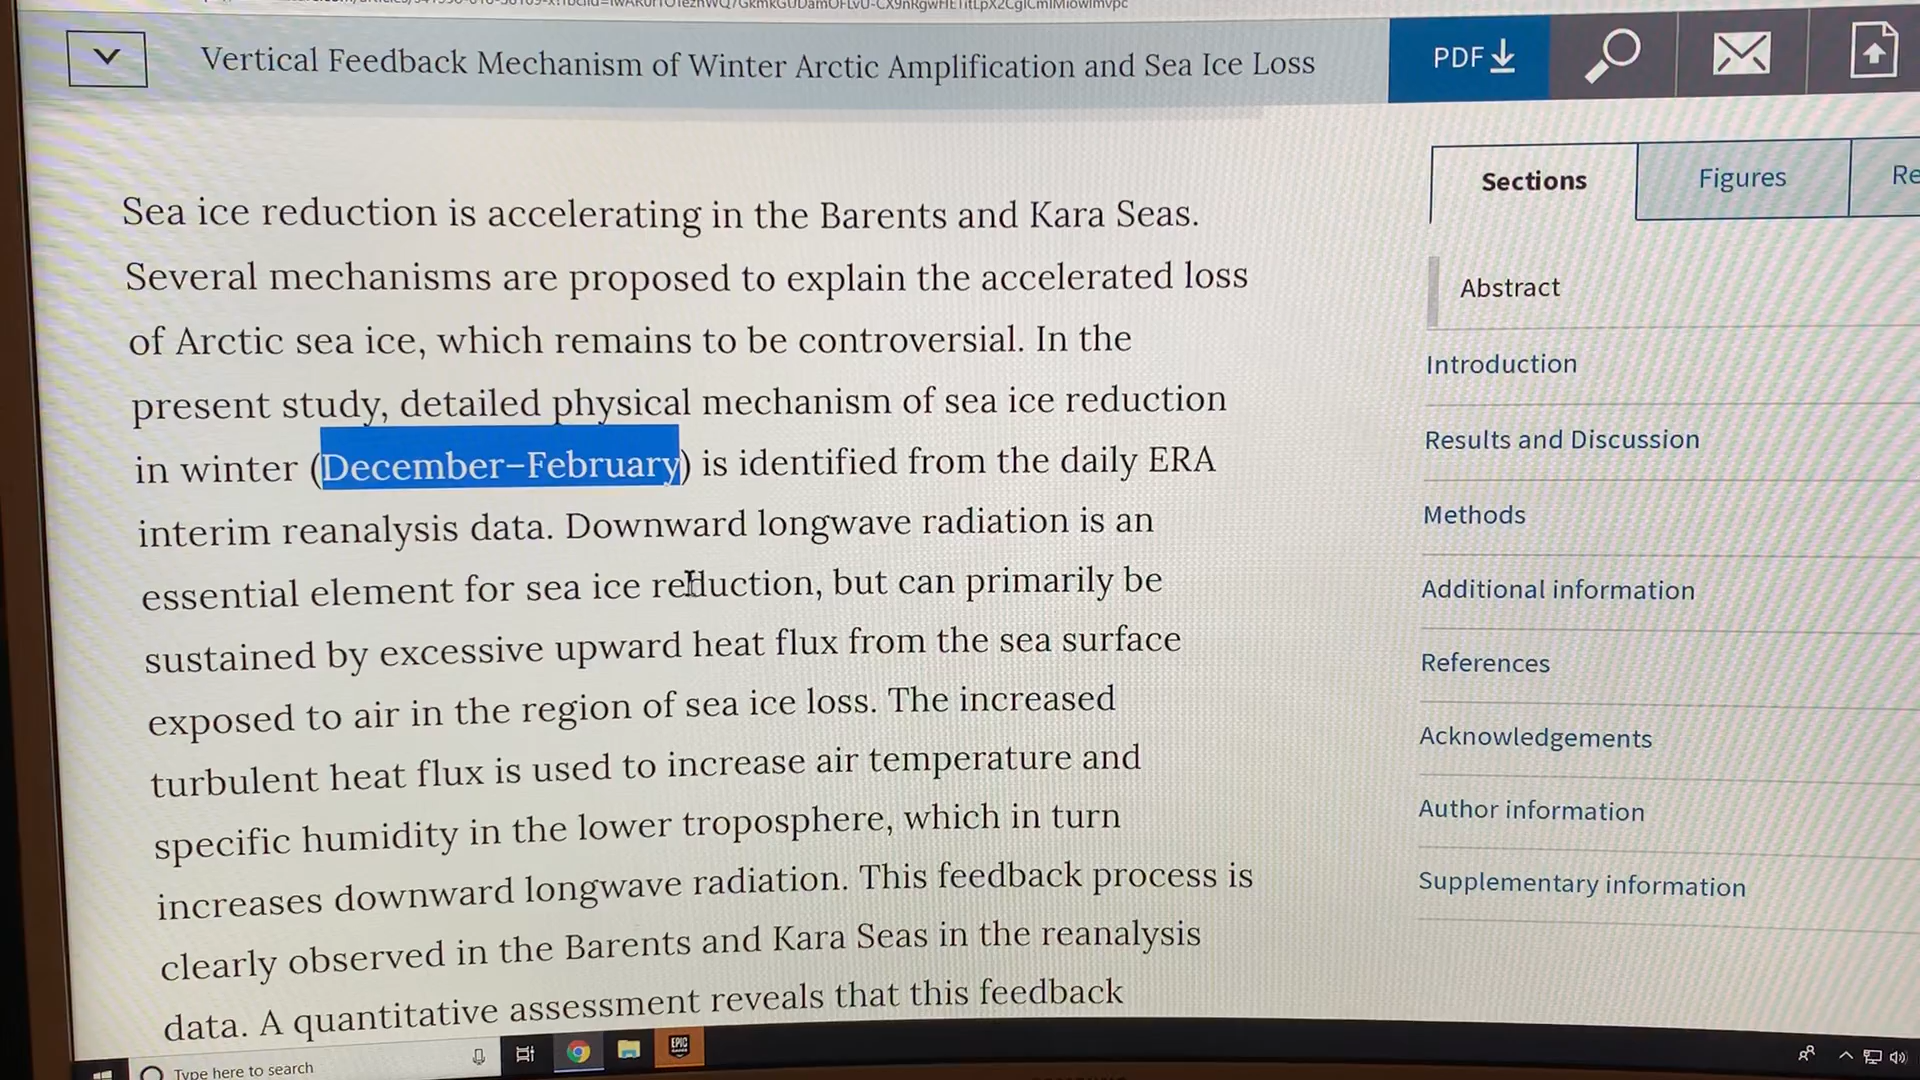 Vertical Feedback Mechanism of Winter Arctic Amplification and Sea Ice Loss
PDF
Sea ice reduction is accelerating in the Barents and Kara Seas.
Several mechanisms are proposed to explain the accelerated loss
of Arctic sea ice, which remains to be controversial. In the
present study, detailed physical mechanism of sea ice reduction
in winter (December–February) is identified from the daily ERA
interim reanalysis data. Downward longwave radiation is an
essential element for sea ice reduction, but can primarily be
sustained by excessive upward heat flux from the sea surface
exposed to air in the region of sea ice loss. The increased
turbulent heat flux is used to increase air temperature and
specific humidity in the lower troposphere, which in turn
increases downward longwave radiation. This feedback process is
clearly observed in the Barents and Kara Seas in the reanalysis
data. A quantitative assessment reveals that this feedback
Sections
Figures
Re
Abstract
Introduction
Results and Discussion
Methods
Additional information
References
Acknowledgements
Author information
Supplementary information
Type here to search
EPIC